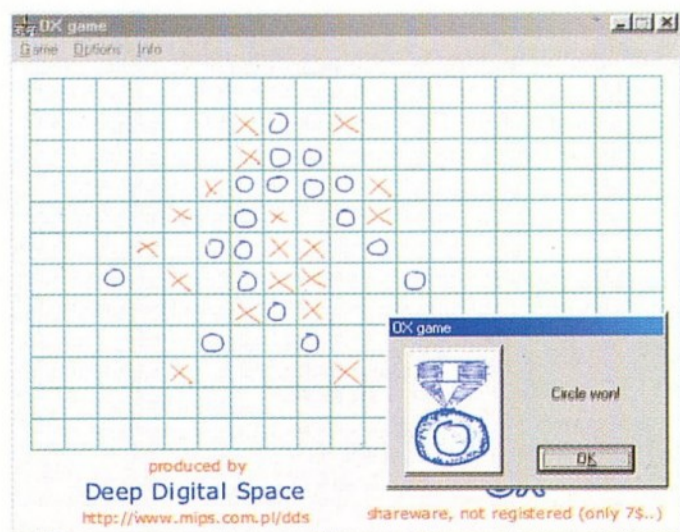 OX game
Game Options Info
OX game
Circle won!
OK
produced by
Deep Digital Space
http://www.mips.com.pl/dds
shareware, not registered (only 7$..)